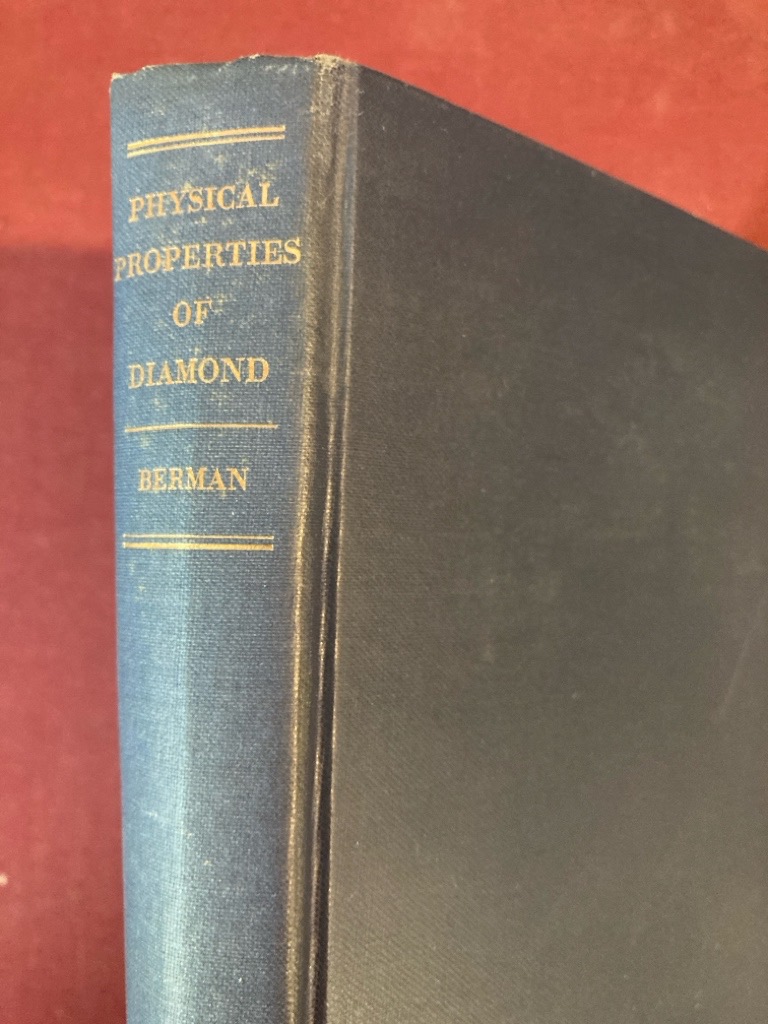 PHYSICAL
PROPERTIES
OF
DIAMOND
BERMAN